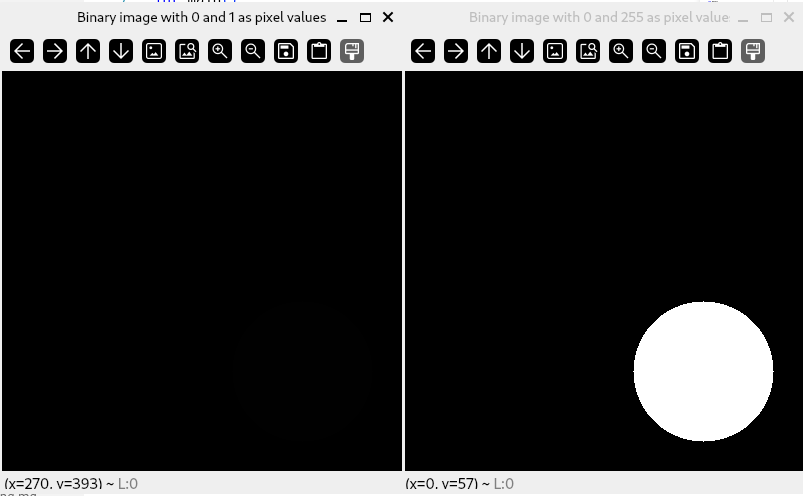 Binary image with 0 and 1 as pixel values
Binary image with 0 and 255 as pixel value
(x=270, y=393) ~ L:0
(x=0, y=57) ~ L:0